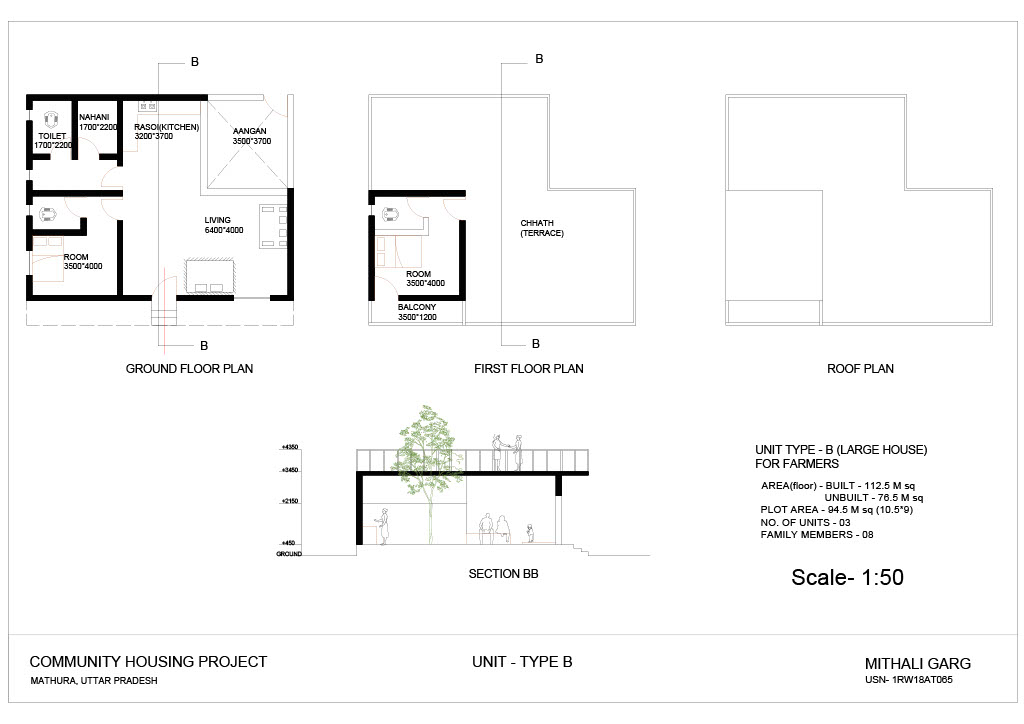 B
B
TOILET
1700*2200
NAHANI
1700*2200
RASOI(KITCHEN)
3200*3700
AANGAN
3500*3700
LIVING
6400*4000
ROOM
3500*4000
B
GROUND FLOOR PLAN
CHHATH
(TERRACE)
ROOM
3500*4000
BALCONY
3500*1200
B
FIRST FLOOR PLAN
ROOF PLAN
+4350
+3450
+2150
+450
GROUND
SECTION BB
UNIT TYPE - B (LARGE HOUSE)
FOR FARMERS
AREA(floor) - BUILT - 112.5 M sq
UNBUILT - 76.5 M sq
PLOT AREA - 94.5 M sq (10.5*9)
NO. OF UNITS - 03
FAMILY MEMBERS - 08
Scale- 1:50
COMMUNITY HOUSING PROJECT
MATHURA, UTTAR PRADESH
UNIT - TYPE B
MITHALI GARG
USN- 1RW18AT065